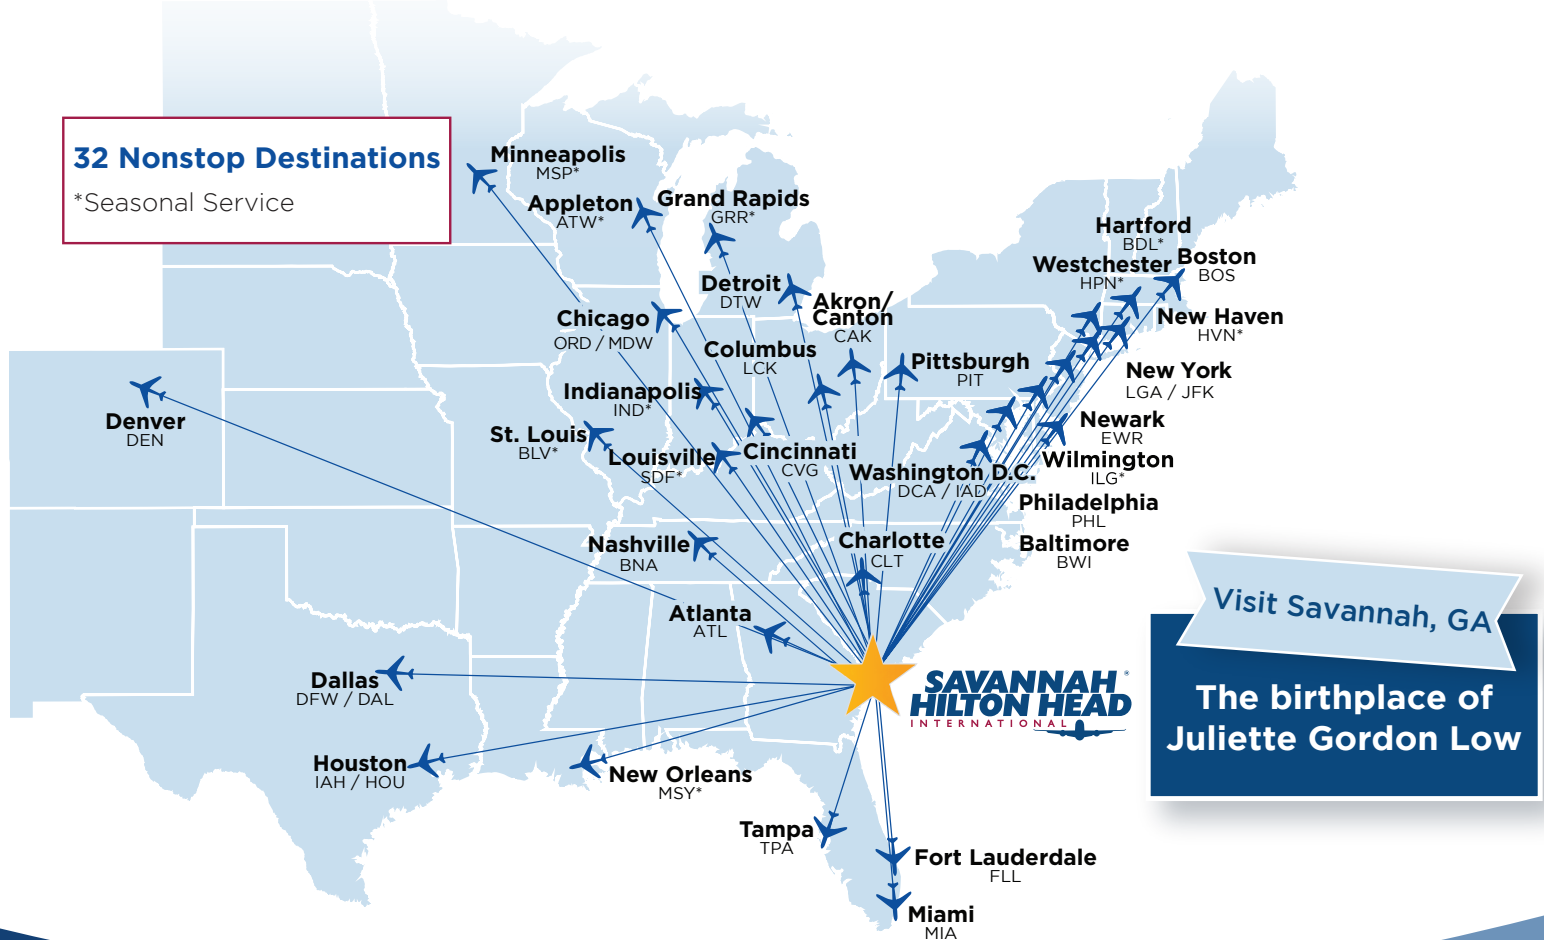 32 Nonstop Destinations
*Seasonal Service
Minneapolis
MSP*
Appleton
ATW*
Grand Rapids
GRR*
Detroit
DTW
Akron/
Canton
CAK
Chicago
ORD / MDW
Columbus
LCK
Pittsburgh
PIT
Hartford
BDL*
Westchester
HPN*
Boston
BOS
New Haven
HVN*
New York
LGA / JFK
Newark
EWR
Wilmington
ILG*
Philadelphia
PHL
Baltimore
BWI
Denver
DEN
Indianapolis
IND*
St. Louis
BLV*
Louisville
SDF*
Cincinnati
CVG
Washington D.C.
DCA / IAD
Nashville
BNA
Charlotte
CLT
Atlanta
ATL
Dallas
DFW / DAL
Houston
IAH / HOU
New Orleans
MSY*
Tampa
TPA
Fort Lauderdale
FLL
Miami
MIA
SAVANNAH®
HILTON HEAD
INTERNATIONAL
Visit Savannah, GA
The birthplace of
Juliette Gordon Low